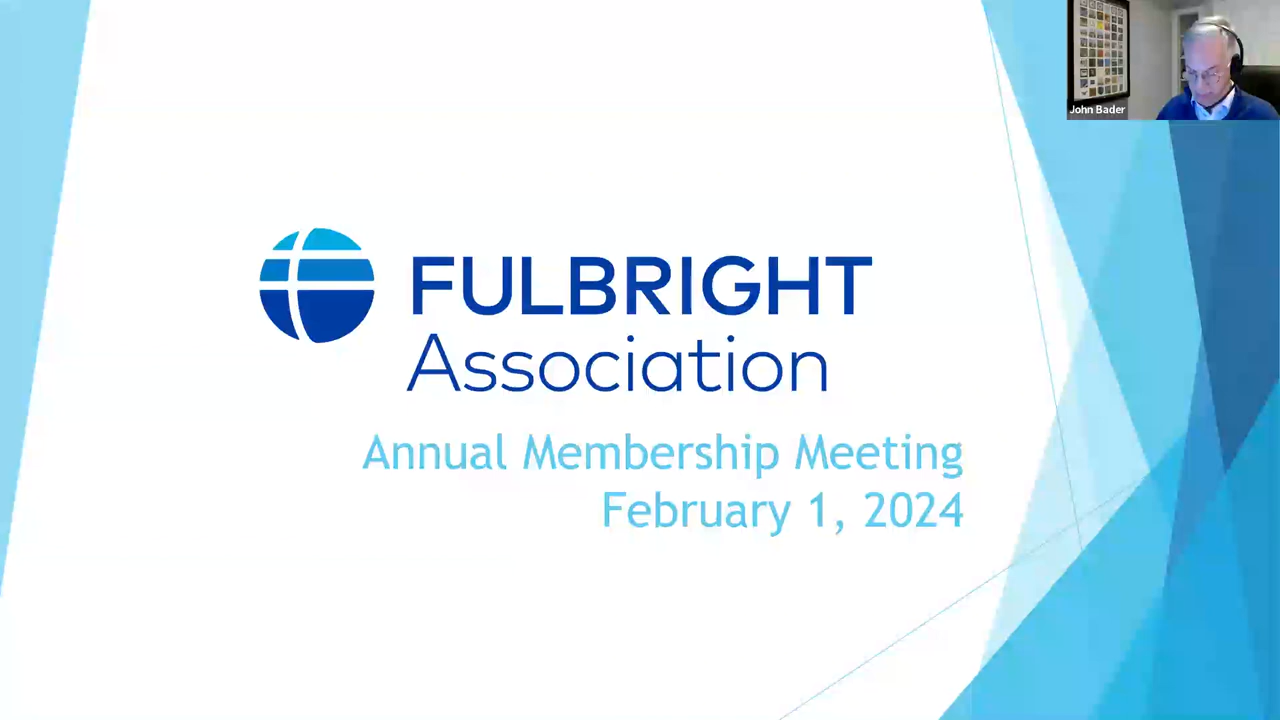 John Bader
FULBRIGHT
Association
Annual Membership Meeting
February 1, 2024